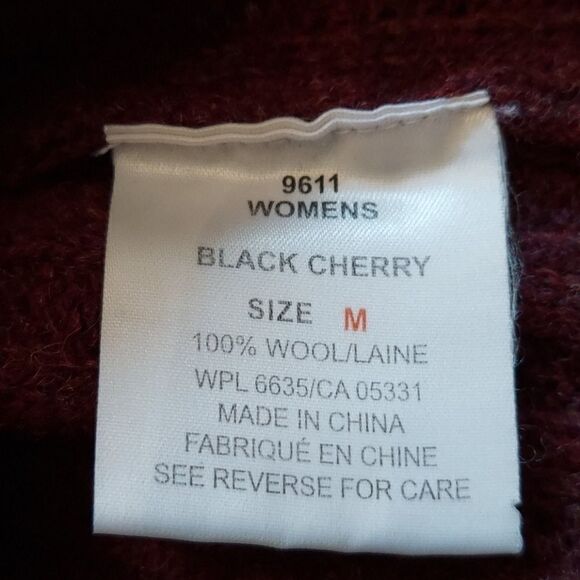 9611
WOMENS
BLACK CHERRY
SIZE M
100% WOOL/LAINE
WPL 6635/CA 05331
MADE IN CHINA
FABRIQUÉ EN CHINE
SEE REVERSE FOR CARE